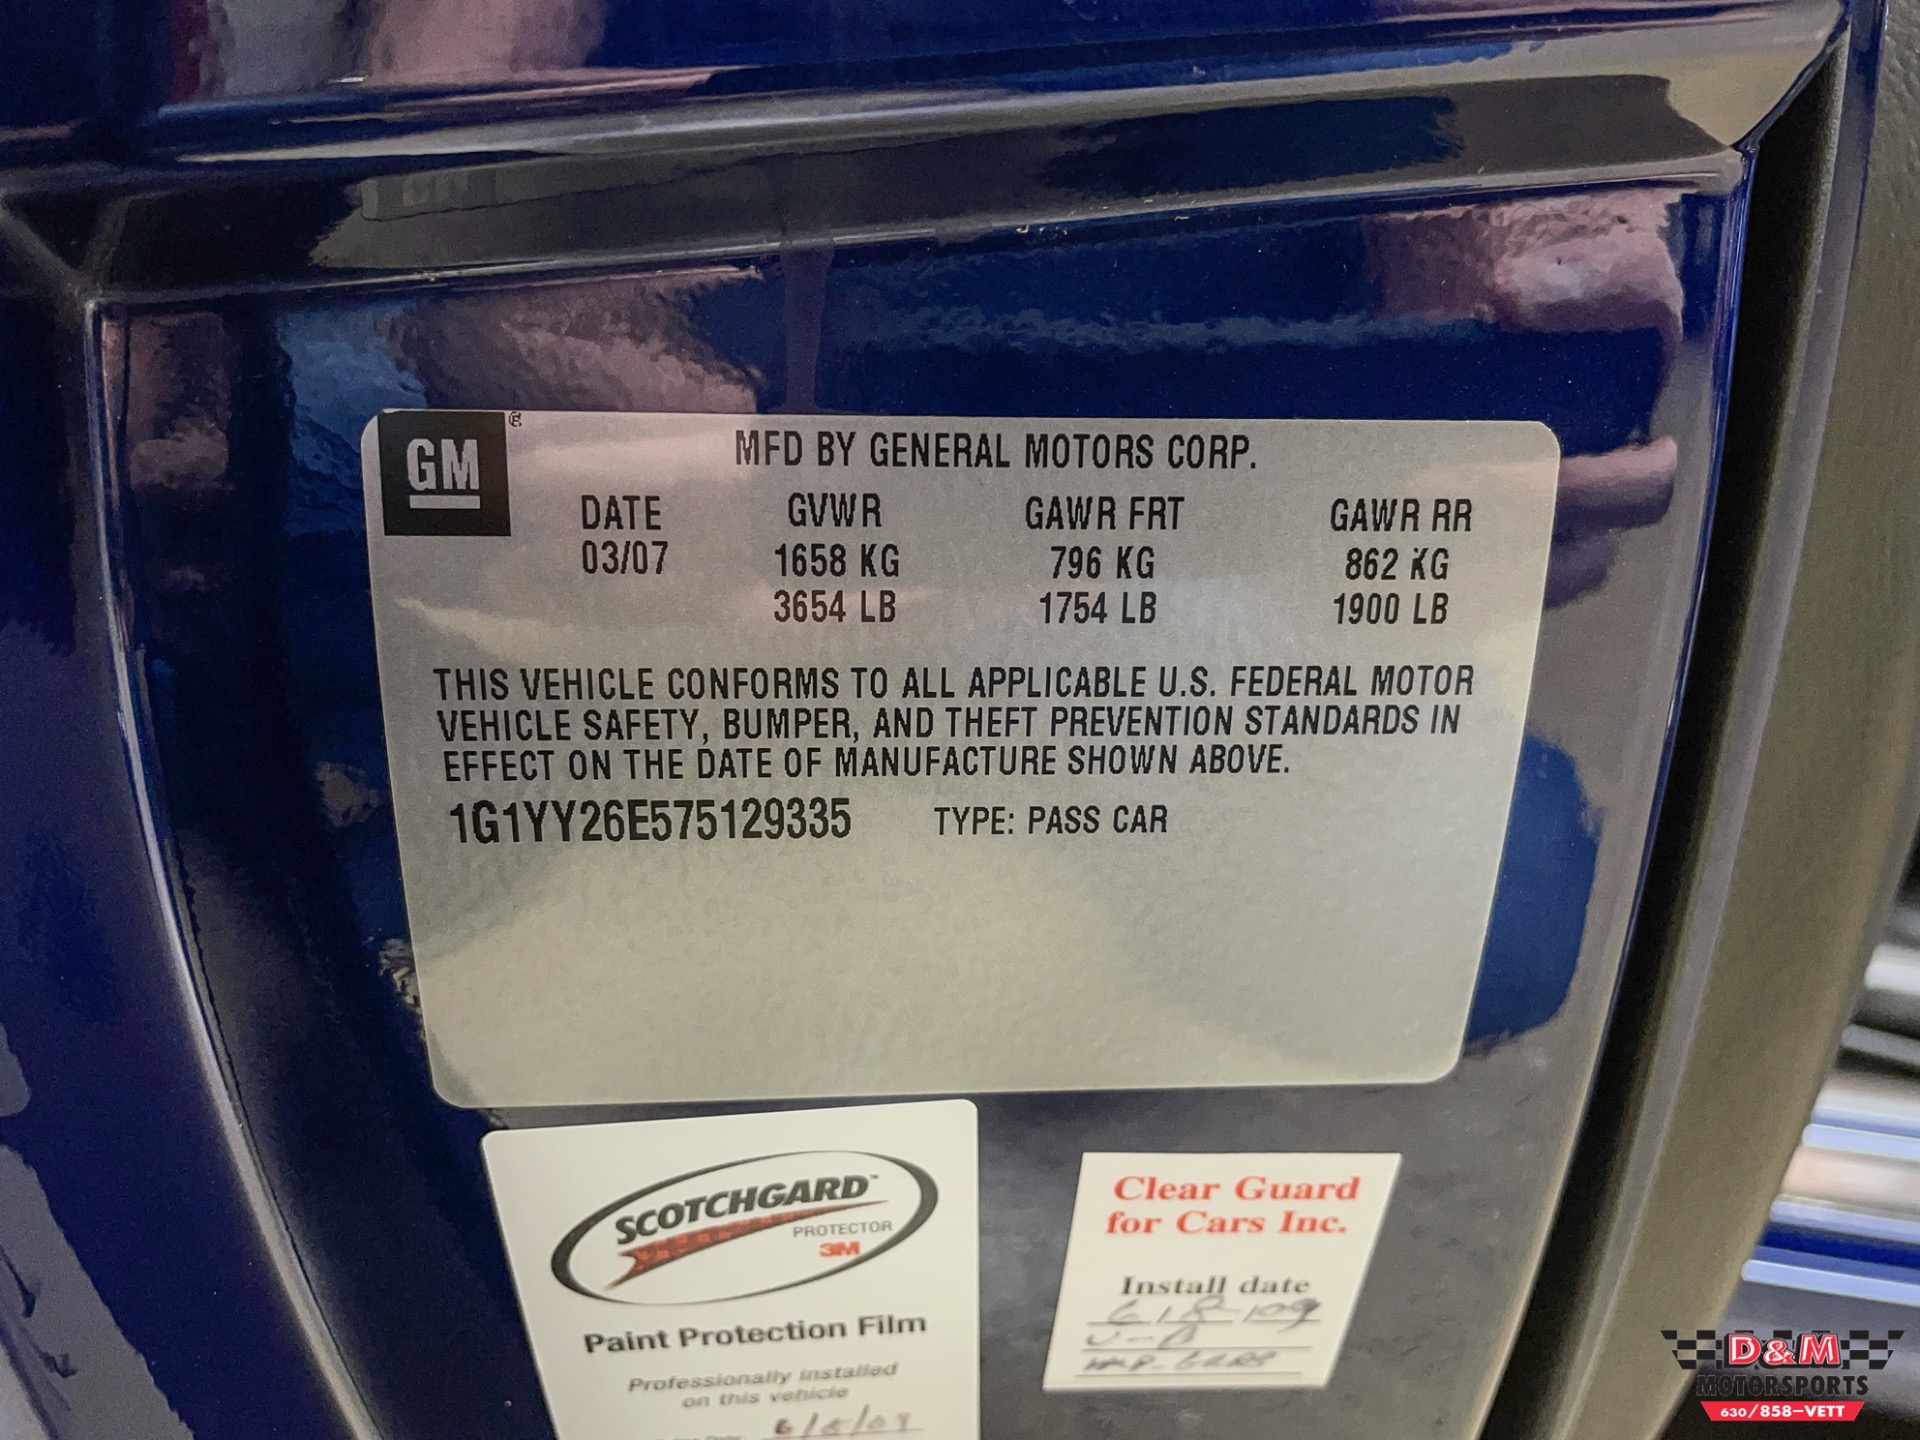 GM
MFD BY GENERAL MOTORS CORP.
DATE GVWR GAWR FRT GAWR RR
03/07 1658 KG 796 KG 862 KG
3654 LB 1754 LB 1900 LB
THIS VEHICLE CONFORMS TO ALL APPLICABLE U.S. FEDERAL MOTOR
VEHICLE SAFETY, BUMPER, AND THEFT PREVENTION STANDARDS IN
EFFECT ON THE DATE OF MANUFACTURE SHOWN ABOVE.
1G1YY26E575129335 TYPE: PASS CAR
SCOTCHGARD™
PROTECTOR
3M
Paint Protection Film
Professionally installed
on this vehicle
Clear Guard
for Cars Inc.
Install date
D&M
MOTORSPORTS
630/858-VETT